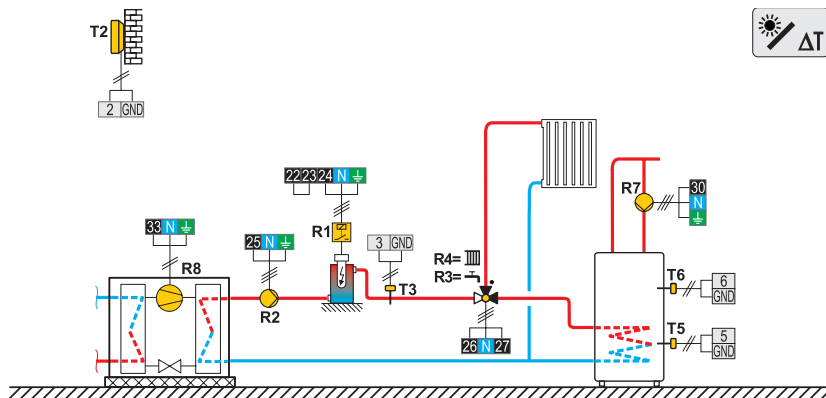 T2
2 GND
ΔT
22 23 24 N
R1
3 GND
T3
33 N
R8
25 N
R2
R4=
R3=
26 N 27
R7
30
N
T6
6
GND
T5
5
GND